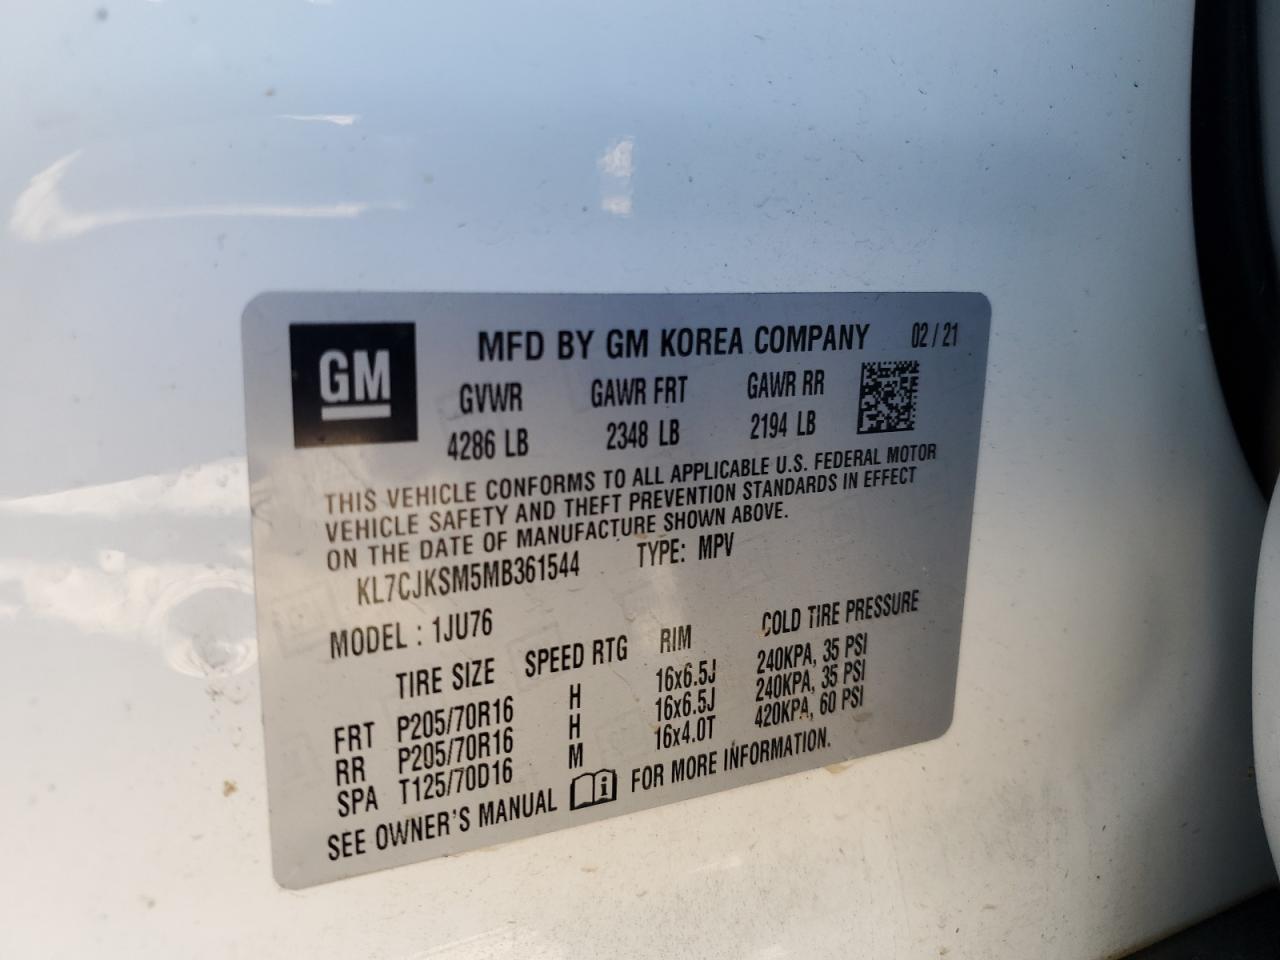 GM
MFD BY GM KOREA COMPANY 02 / 21
GVWR GAWR FRT GAWR RR
4286 LB 2348 LB 2194 LB
THIS VEHICLE CONFORMS TO ALL APPLICABLE U.S. FEDERAL MOTOR
VEHICLE SAFETY AND THEFT PREVENTION STANDARDS IN EFFECT
ON THE DATE OF MANUFACTURE SHOWN ABOVE.
KL7CJKSM5MB361544 TYPE: MPV
MODEL : 1JU76
TIRE SIZE SPEED RTG RIM COLD TIRE PRESSURE
FRT P205/70R16 H 16x6.5J 240KPA, 35 PSI
RR P205/70R16 H 16x6.5J 240KPA, 35 PSI
SPA T125/70D16 M 16x4.0T 420KPA, 60 PSI
SEE OWNER'S MANUAL i FOR MORE INFORMATION.